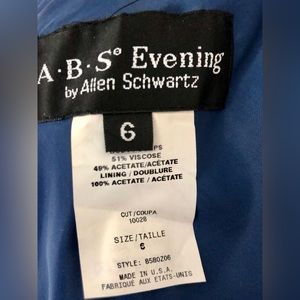 A·B·S® Evening
by Allen Schwartz
6
51% VISCOSE
49% ACETATE/ACETATE
LINING / DOUBLURE
100% ACETATE / ACETATE
CUT/COUPA
10028
SIZE/TAILLE
6
STYLE: 8580Z06
MADE IN U.S.A.
FABRIQUÉ AUX ETATS-UNIS